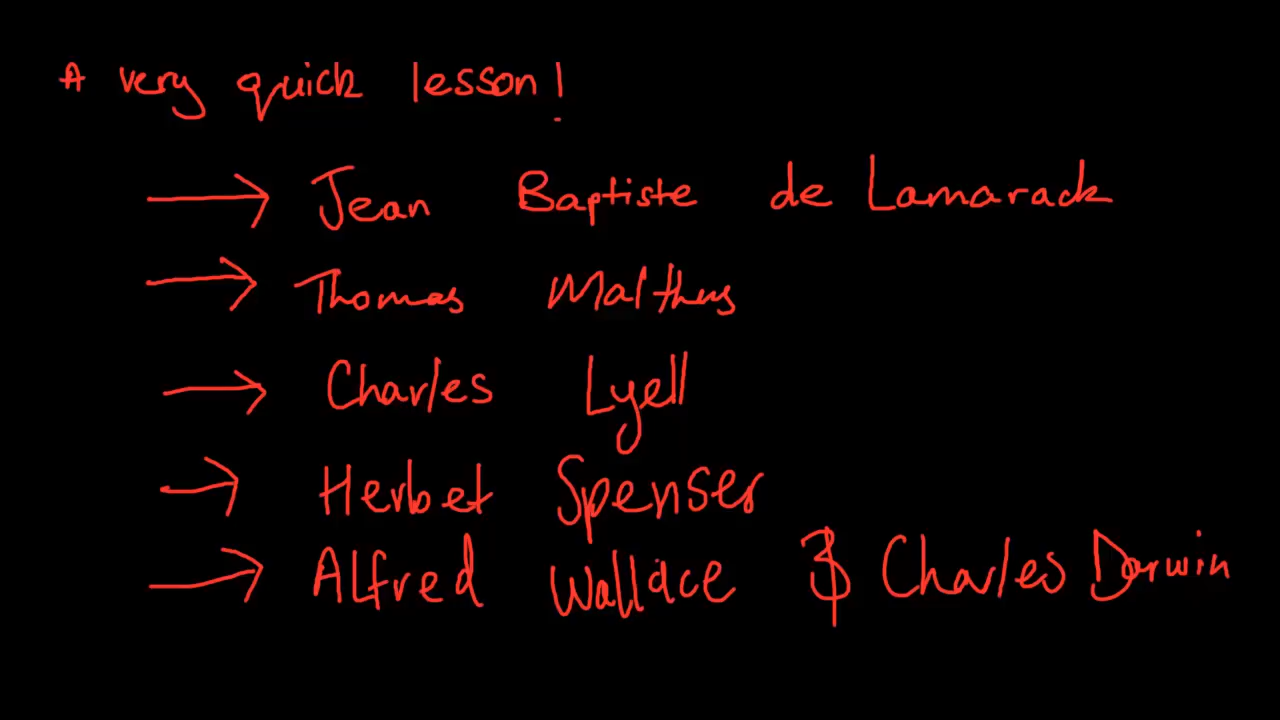 A very quick lesson!
→ Jean Baptiste de Lamarack
→ Thomas Malthus
→ Charles Lyell
→ Herbet Spenser
→ Alfred Wallace & Charles Darwin